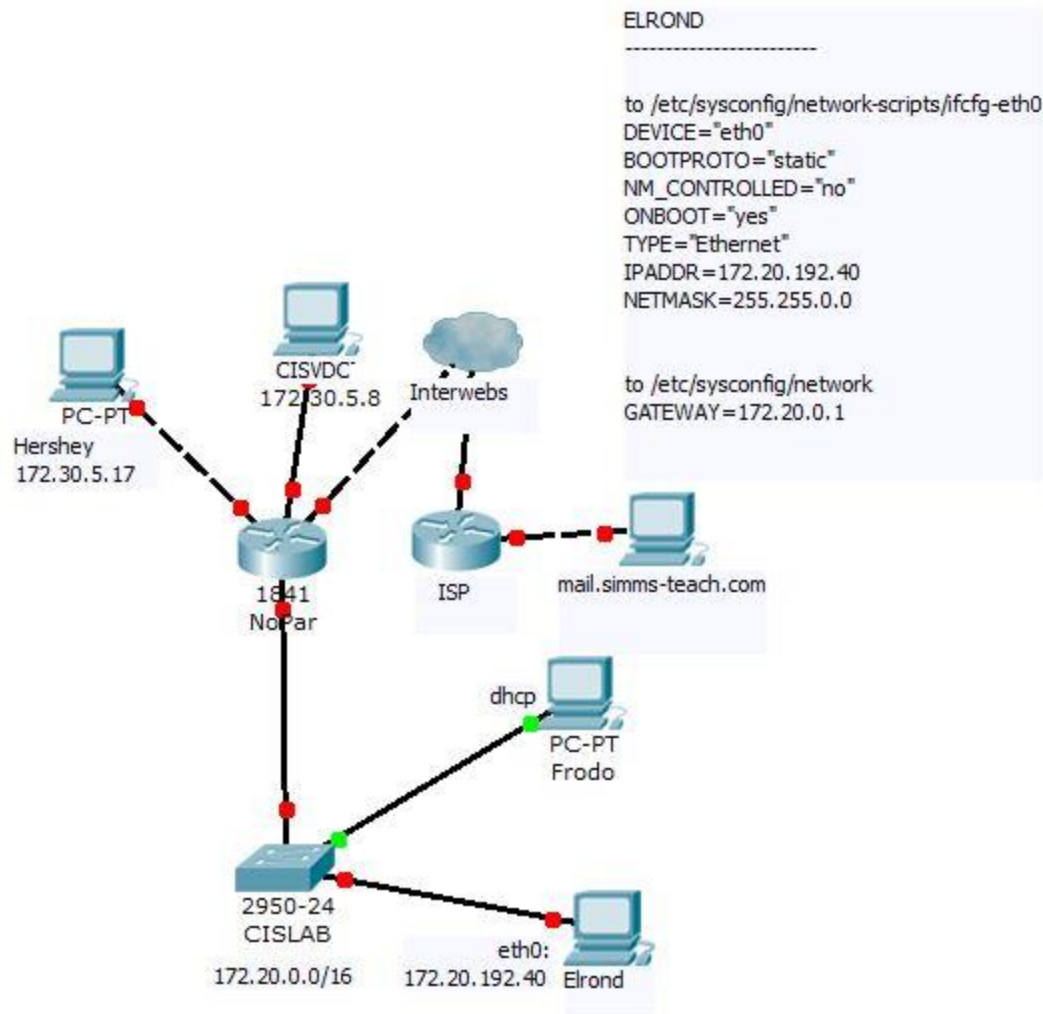 ELROND
------------------------
to /etc/sysconfig/network-scripts/ifcfg-eth0
DEVICE="eth0"
BOOTPROTO="static"
NM_CONTROLLED="no"
ONBOOT="yes"
TYPE="Ethernet"
IPADDR=172.20.192.40
NETMASK=255.255.0.0
to /etc/sysconfig/network
GATEWAY=172.20.0.1
CISVDC
172.30.5.8
Interwebs
PC-PT
Hershey
172.30.5.17
1841
NoPar
ISP
mail.simms-teach.com
dhcp
PC-PT
Frodo
2950-24
CISLAB
172.20.0.0/16
eth0:
172.20.192.40
Elrond